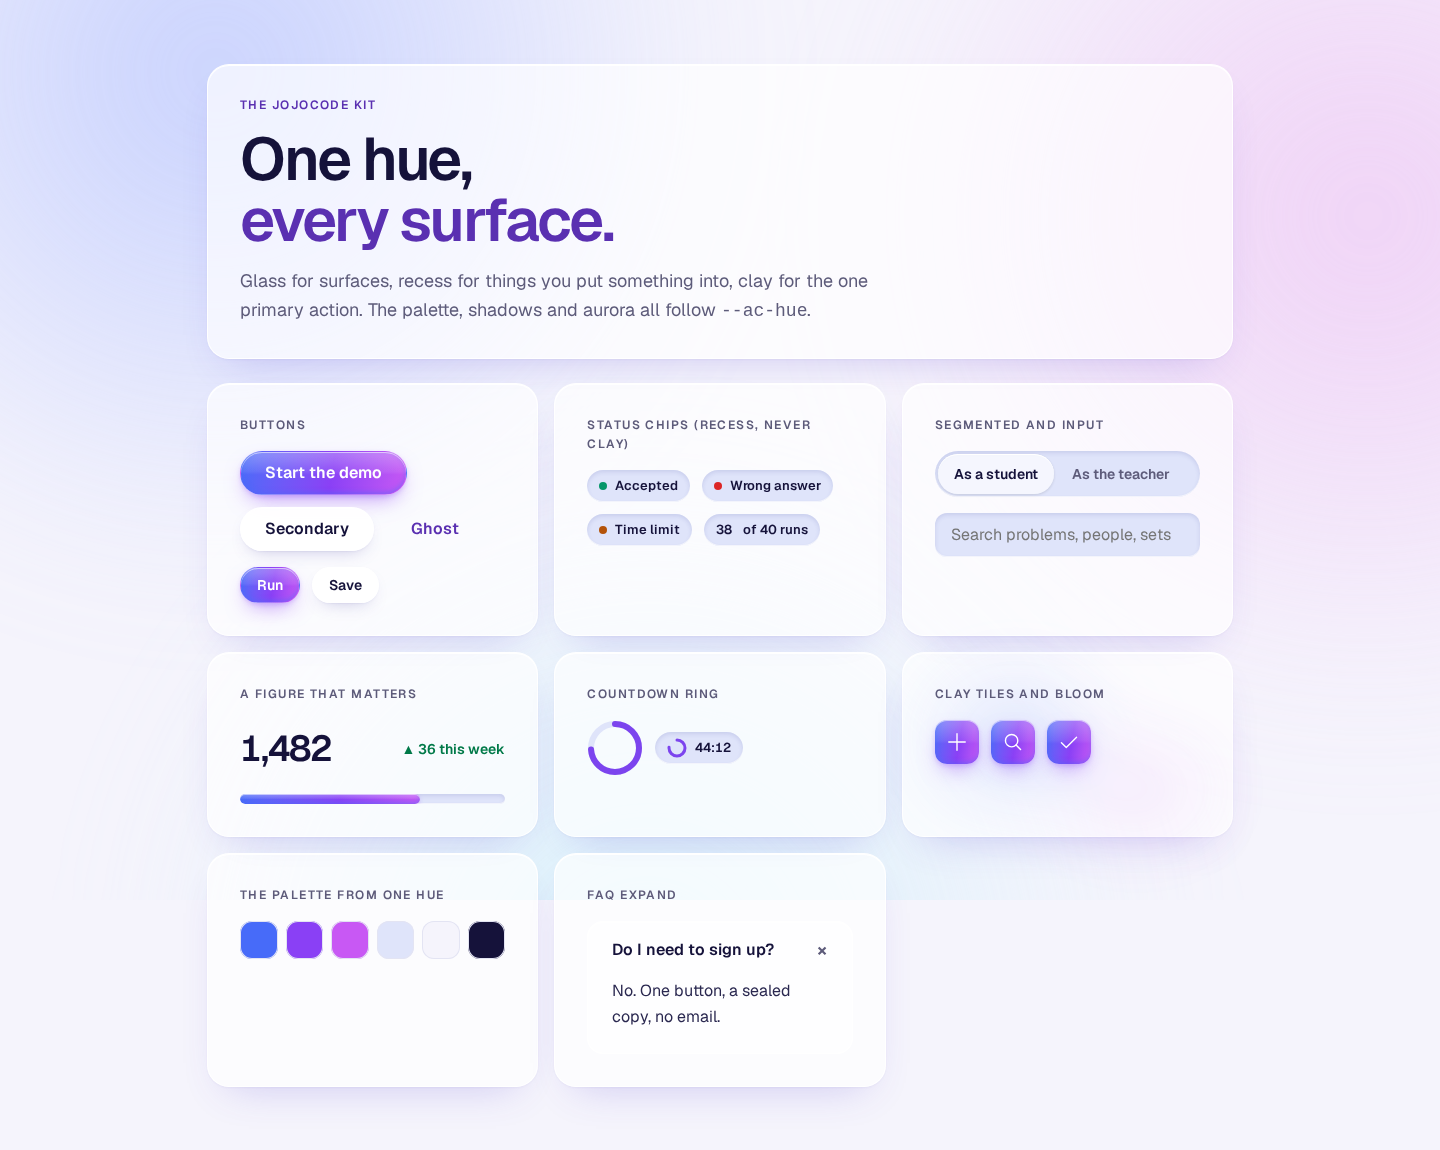 THE JOJOCODE KIT
One hue,
every surface.
Glass for surfaces, recess for things you put something into, clay for the one
primary action. The palette, shadows and aurora all follow --ac-hue.
BUTTONS
Start the demo
Secondary
Ghost
Run
Save
STATUS CHIPS (RECESS, NEVER
CLAY)
Accepted
Wrong answer
Time limit
38 of 40 runs
SEGMENTED AND INPUT
As a student
As the teacher
Search problems, people, sets
A FIGURE THAT MATTERS
1,482
▲ 36 this week
COUNTDOWN RING
44:12
CLAY TILES AND BLOOM
THE PALETTE FROM ONE HUE
FAQ EXPAND
Do I need to sign up?
×
No. One button, a sealed
copy, no email.